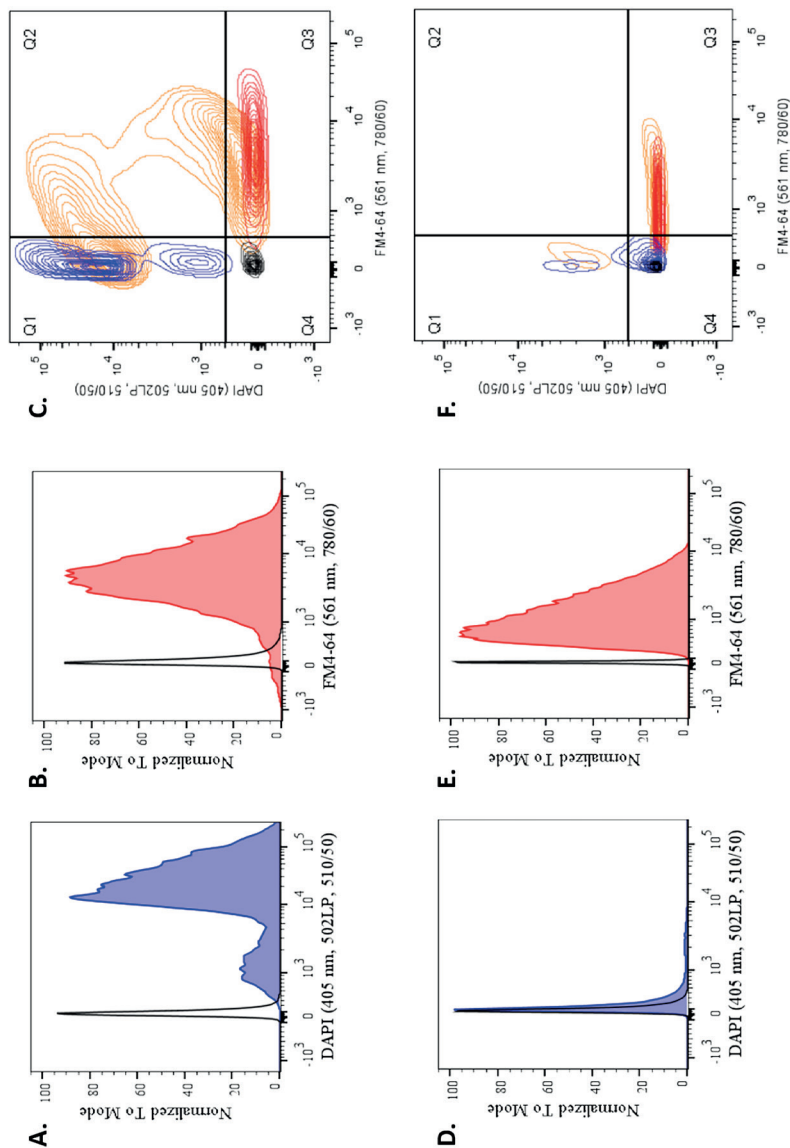 A.
Normalized To Mode
100
80
60
40
20
0
-10³ 0 10³ 10⁴ 10⁵
DAPI (405 nm, 502LP, 510/50)
B.
Normalized To Mode
100
80
60
40
20
0
-10³ 0 10³ 10⁴ 10⁵
FM4-64 (561 nm, 780/60)
C.
DAPI (405 nm, 502LP, 510/50)
10⁵
10⁴
10³
0
-10³
Q1 Q2
Q4 Q3
-10³ 0 10³ 10⁴ 10⁵
FM4-64 (561 nm, 780/60)
D.
Normalized To Mode
100
80
60
40
20
0
-10³ 0 10³ 10⁴ 10⁵
DAPI (405 nm, 502LP, 510/50)
E.
Normalized To Mode
100
80
60
40
20
0
-10³ 0 10³ 10⁴ 10⁵
FM4-64 (561 nm, 780/60)
F.
DAPI (405 nm, 502LP, 510/50)
10⁵
10⁴
10³
0
-10³
Q1 Q2
Q4 Q3
-10³ 0 10³ 10⁴ 10⁵
FM4-64 (561 nm, 780/60)